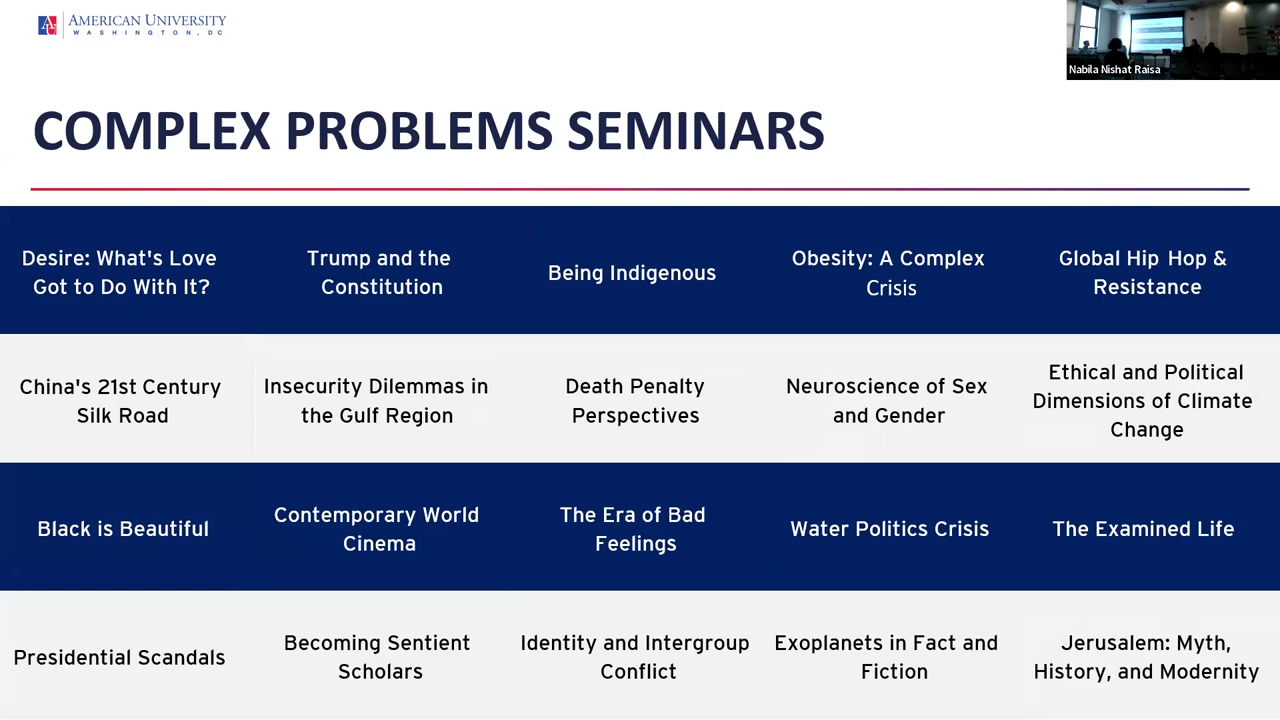 AMERICAN UNIVERSITY
WASHINGTON, DC
Nabila Nishat Raisa
COMPLEX PROBLEMS SEMINARS
Desire: What's Love
Got to Do With It?
Trump and the
Constitution
Being Indigenous
Obesity: A Complex
Crisis
Global Hip Hop &
Resistance
China's 21st Century
Silk Road
Insecurity Dilemmas in
the Gulf Region
Death Penalty
Perspectives
Neuroscience of Sex
and Gender
Ethical and Political
Dimensions of Climate
Change
Black is Beautiful
Contemporary World
Cinema
The Era of Bad
Feelings
Water Politics Crisis
The Examined Life
Presidential Scandals
Becoming Sentient
Scholars
Identity and Intergroup
Conflict
Exoplanets in Fact and
Fiction
Jerusalem: Myth,
History, and Modernity